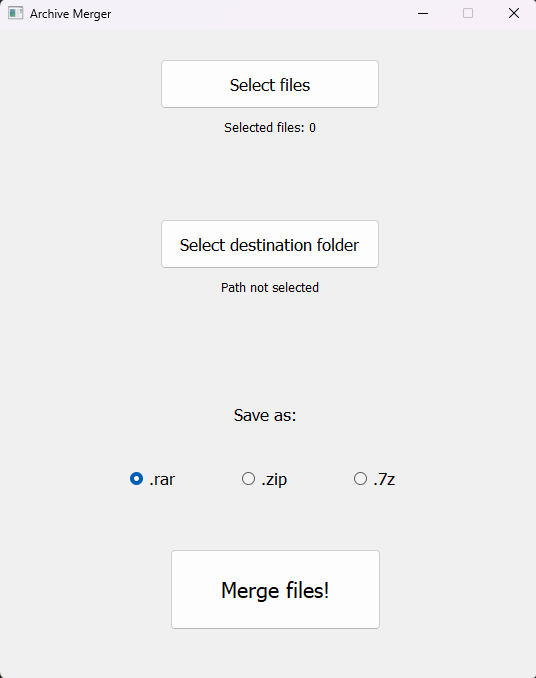 Archive Merger
Select files
Selected files: 0
Select destination folder
Path not selected
Save as:
.rar .zip .7z
Merge files!